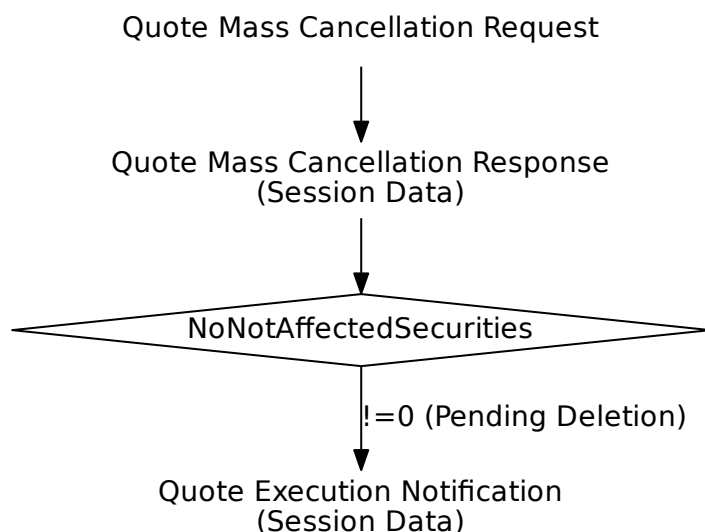 Quote Mass Cancellation Request
Quote Mass Cancellation Response
(Session Data)
NoNotAffectedSecurities
!=0 (Pending Deletion)
Quote Execution Notification
(Session Data)